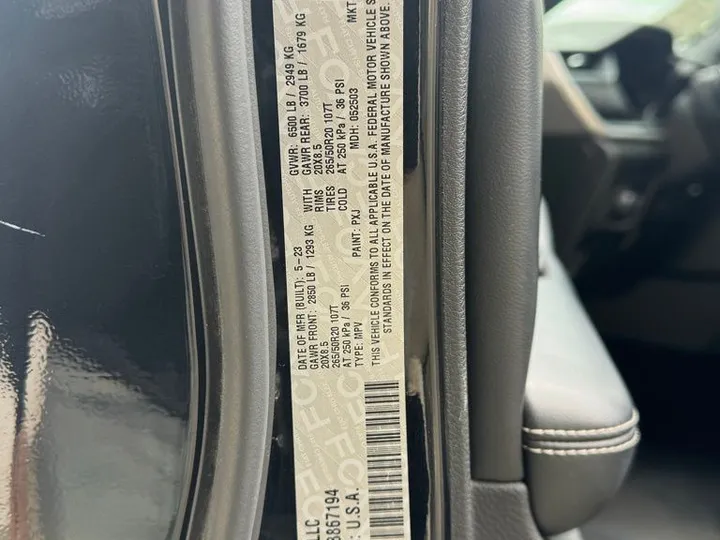 LLC
DATE OF MFR (BUILT): 5-23 GVWR: 6500 LB / 2949 KG
GAWR FRONT: 2850 LB / 1293 KG WITH GAWR REAR: 3700 LB / 1679 KG
20X8.5 RIMS 20X8.5
265/50R20 107T TIRES 265/50R20 107T
AT 250 kPa / 36 PSI COLD AT 250 kPa / 36 PSI
TYPE: MPV PAINT: PXJ MDH: 052503 MKT
THIS VEHICLE CONFORMS TO ALL APPLICABLE U.S.A. FEDERAL MOTOR VEHICLE S
STANDARDS IN EFFECT ON THE DATE OF MANUFACTURE SHOWN ABOVE.
8867194
: U.S.A.